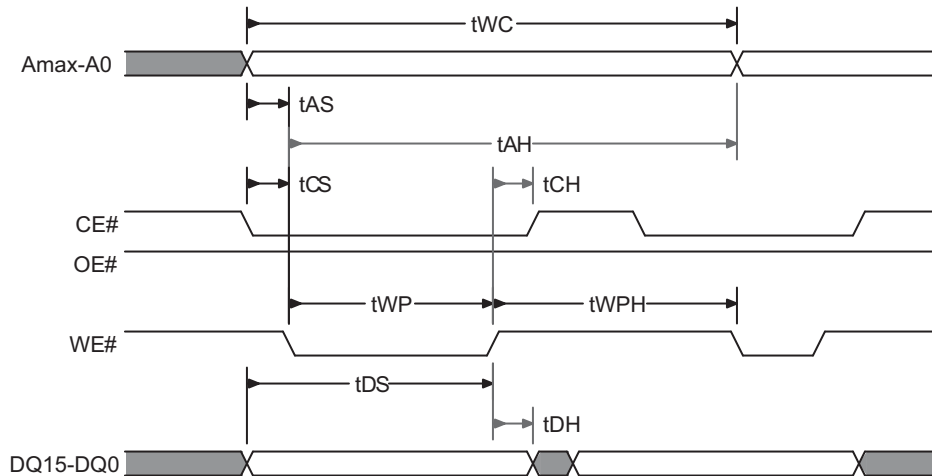 tWC
Amax-A0
tAS
tAH
tCS
tCH
CE#
OE#
tWP
tWPH
WE#
tDS
tDH
DQ15-DQ0